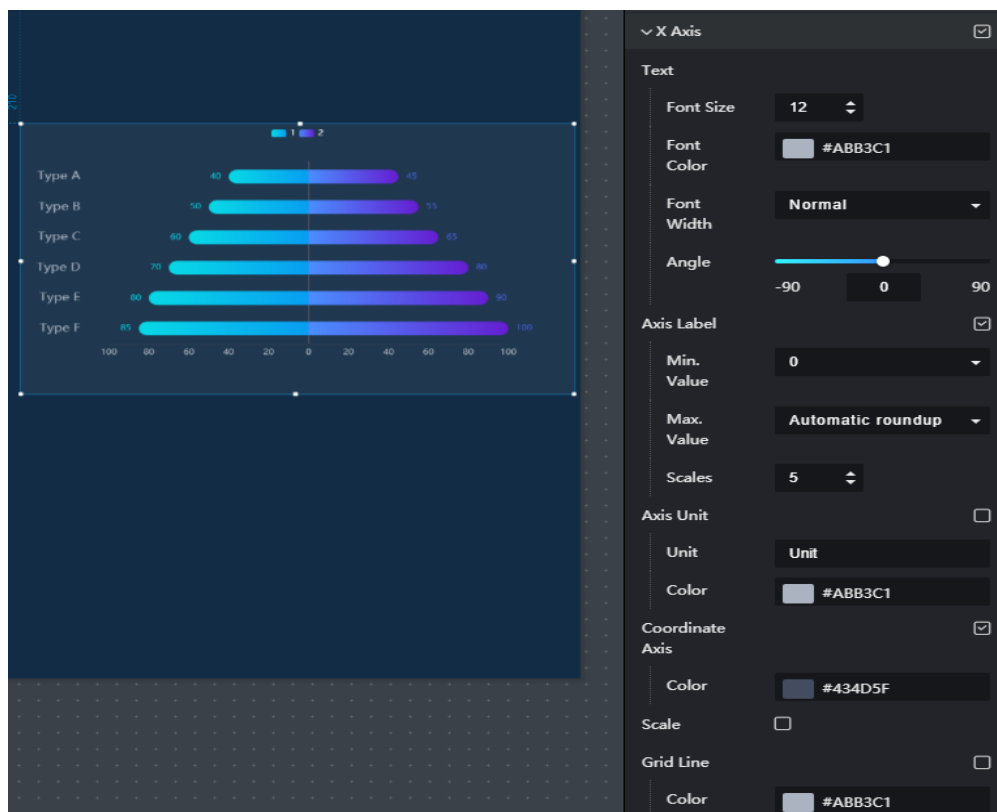 210
1 2
Type A 40 45
Type B 50 55
Type C 60 65
Type D 70 80
Type E 80 90
Type F 85 100
100 80 60 40 20 0 20 40 60 80 100
X Axis
Text
Font Size 12
Font
Color
#ABB3C1
Font
Width
Normal
Angle
-90 0 90
Axis Label
Min.
Value
0
Max.
Value
Automatic roundup
Scales 5
Axis Unit
Unit Unit
Color #ABB3C1
Coordinate
Axis
Color #434D5F
Scale
Grid Line
Color #ABB3C1